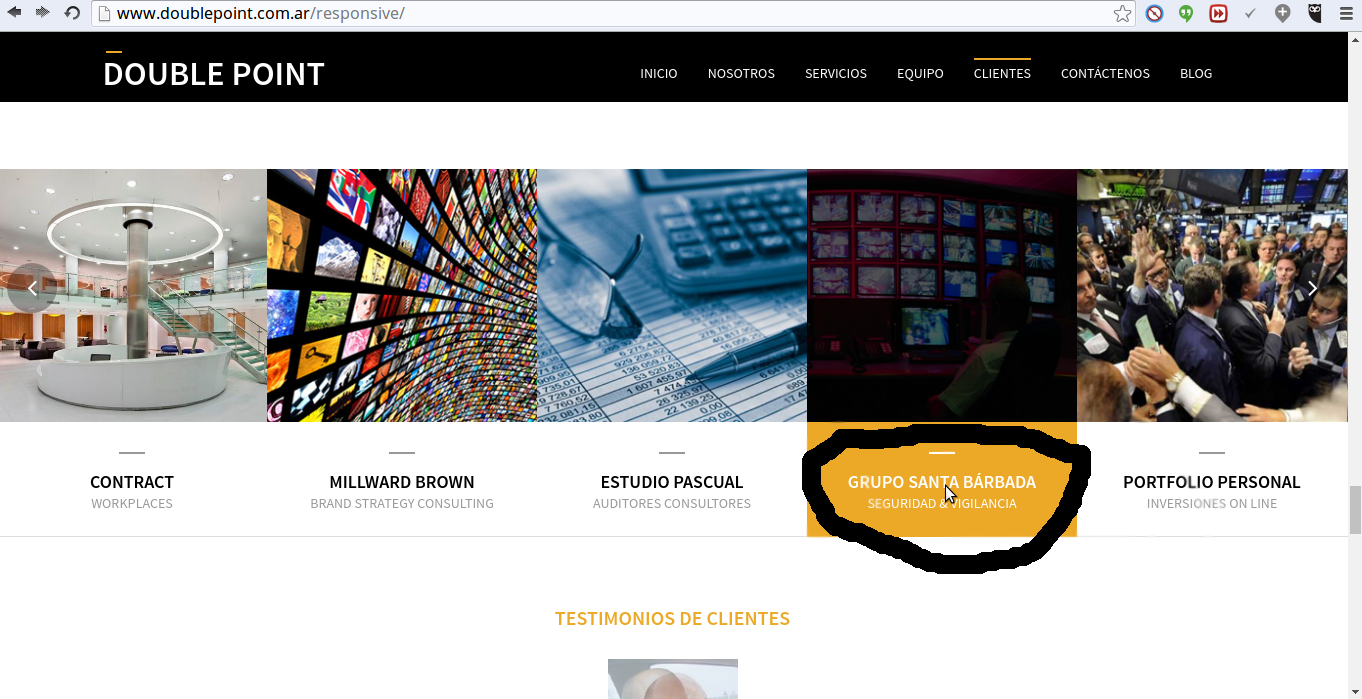 www.doublepoint.com.ar/responsive/
DOUBLE POINT
INICIO NOSOTROS SERVICIOS EQUIPO CLIENTES CONTÁCTENOS BLOG
CONTRACT
WORKPLACES
MILLWARD BROWN
BRAND STRATEGY CONSULTING
ESTUDIO PASCUAL
AUDITORES CONSULTORES
GRUPO SANTA BÁRBADA
SEGURIDAD & VIGILANCIA
PORTFOLIO PERSONAL
INVERSIONES ON LINE
TESTIMONIOS DE CLIENTES